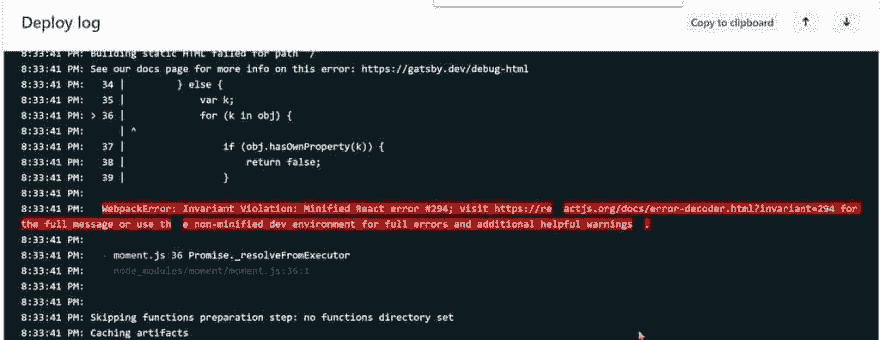 Deploy log
Copy to clipboard ↑ ↓
8:33:41 PM: Building static HTML failed for path "/"
8:33:41 PM: See our docs page for more info on this error: https://gatsby.dev/debug-html
8:33:41 PM: 34 | } else {
8:33:41 PM: 35 | var k;
8:33:41 PM: > 36 | for (k in obj) {
8:33:41 PM: | ^
8:33:41 PM: 37 | if (obj.hasOwnProperty(k)) {
8:33:41 PM: 38 | return false;
8:33:41 PM: 39 | }
8:33:41 PM:
8:33:41 PM: WebpackError: Invariant Violation: Minified React error #294; visit https://re actjs.org/docs/error-decoder.html?invariant=294 for
the full message or use th e non-minified dev environment for full errors and additional helpful warnings .
8:33:41 PM:
8:33:41 PM: - moment.js 36 Promise._resolveFromExecutor
8:33:41 PM: node_modules/moment/moment.js:36:1
8:33:41 PM:
8:33:41 PM:
8:33:41 PM: Skipping functions preparation step: no functions directory set
8:33:41 PM: Caching artifacts